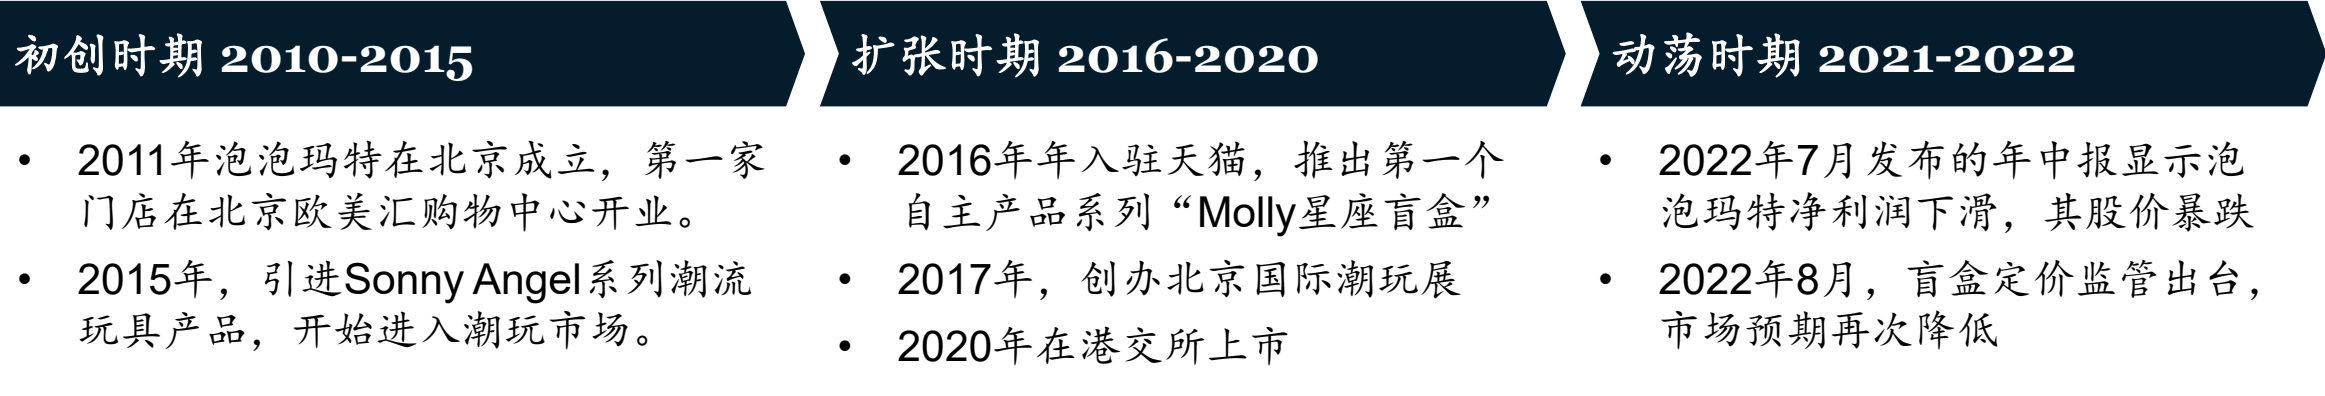 初创时期 2010-2015
• 2011年泡泡玛特在北京成立，第一家
门店在北京欧美汇购物中心开业。
• 2015年，引进Sonny Angel系列潮流
玩具产品，开始进入潮玩市场。
扩张时期 2016-2020
• 2016年年入驻天猫，推出第一个
自主产品系列“Molly星座盲盒”
• 2017年，创办北京国际潮玩展
• 2020年在港交所上市
动荡时期 2021-2022
• 2022年7月发布的年中报显示泡
泡玛特净利润下滑，其股价暴跌
• 2022年8月，盲盒定价监管出台，
市场预期再次降低